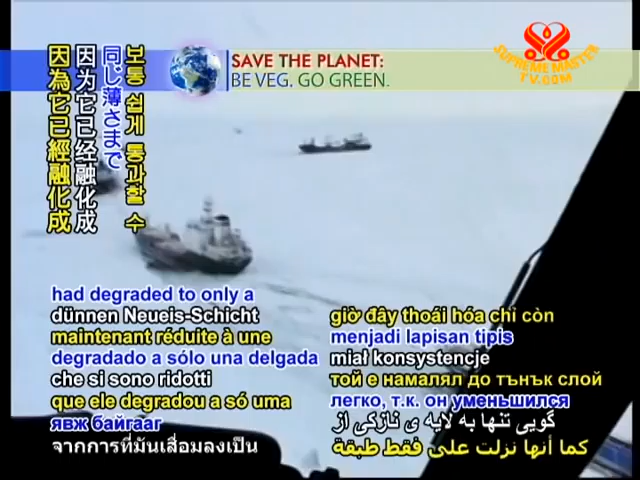 SUPREME MASTER
TV.COM
SAVE THE PLANET:
BE VEG. GO GREEN.
因為它已經融化成
因为它已经融化成
同じ薄さまで
보통 쉽게 통과할 수
had degraded to only a
dünnen Neueis-Schicht
maintenant réduite à une
degradado a sólo una delgada
che si sono ridotti
que ele degradou a só uma
явж байгааг
จากการที่มันเสื่อมลงเป็น
giờ đây thoái hóa chỉ còn
menjadi lapisan tipis
miał konsystencję
той е намалял до тънък слой
легко, т.к. он уменьшился
گویی تنها به لایه ی نازکی از
كما أنها نزلت على فقط طبقة